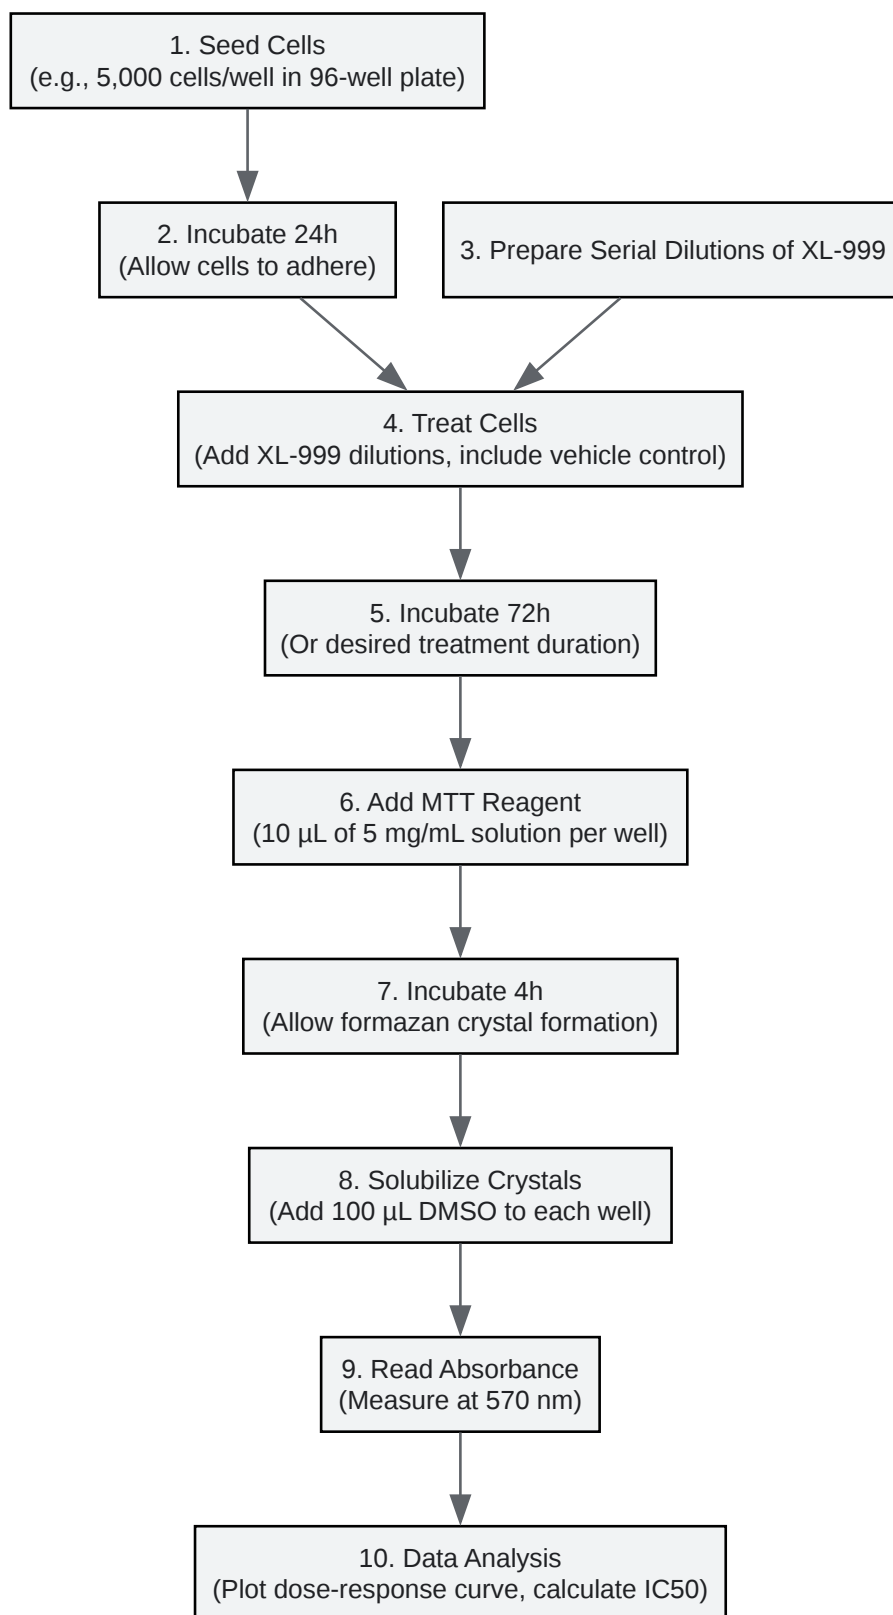 1. Seed Cells
(e.g., 5,000 cells/well in 96-well plate)
2. Incubate 24h
(Allow cells to adhere)
3. Prepare Serial Dilutions of XL-999
4. Treat Cells
(Add XL-999 dilutions, include vehicle control)
5. Incubate 72h
(Or desired treatment duration)
6. Add MTT Reagent
(10 µL of 5 mg/mL solution per well)
7. Incubate 4h
(Allow formazan crystal formation)
8. Solubilize Crystals
(Add 100 µL DMSO to each well)
9. Read Absorbance
(Measure at 570 nm)
10. Data Analysis
(Plot dose-response curve, calculate IC50)